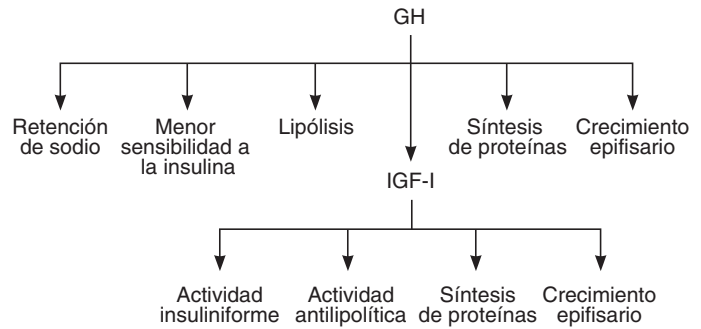 GH
Retención
de sodio
Menor
sensibilidad a
la insulina
Lipólisis
Síntesis
de proteínas
Crecimiento
epifisario
IGF-I
Actividad
insuliniforme
Actividad
antilipolítica
Síntesis
de proteínas
Crecimiento
epifisario